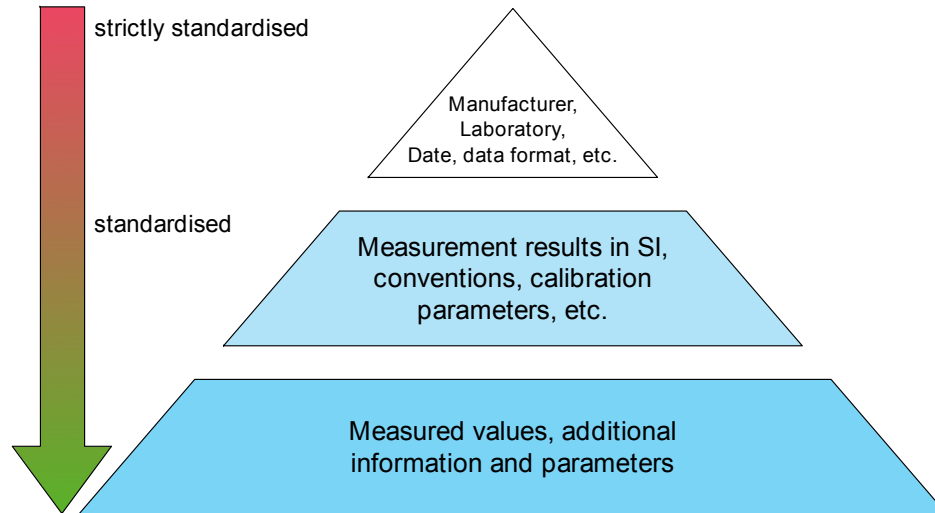 strictly standardised
Manufacturer,
Laboratory,
Date, data format, etc.
standardised
Measurement results in SI,
conventions, calibration
parameters, etc.
Measured values, additional
information and parameters